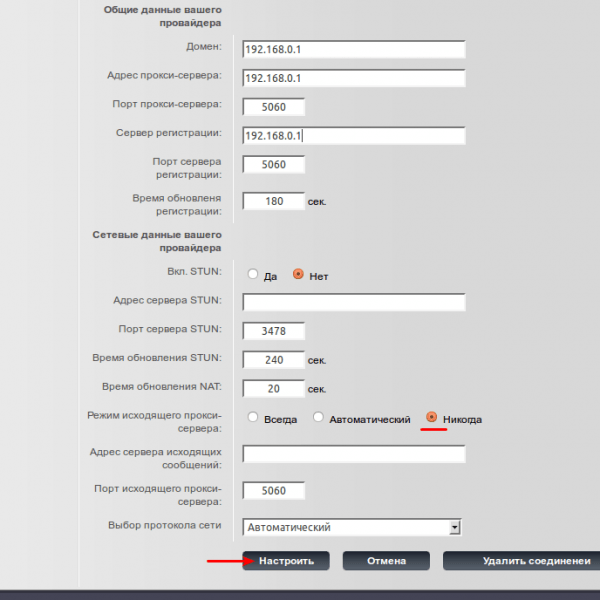 Общие данные вашего
провайдера
Домен: 192.168.0.1
Адрес прокси-сервера: 192.168.0.1
Порт прокси-сервера: 5060
Сервер регистрации: 192.168.0.1
Порт сервера
регистрации: 5060
Время обновленя
регистрации: 180 сек.
Сетевые данные вашего
провайдера
Вкл. STUN: Да Нет
Адрес сервера STUN:
Порт сервера STUN: 3478
Время обновления STUN: 240 сек.
Время обновления NAT: 20 сек.
Режим исходящего прокси-
сервера: Всегда Автоматический Никогда
Адрес сервера исходящих
сообщений:
Порт исходящего прокси-
сервера: 5060
Выбор протокола сети Автоматический
Настроить Отмена Удалить соединенеи